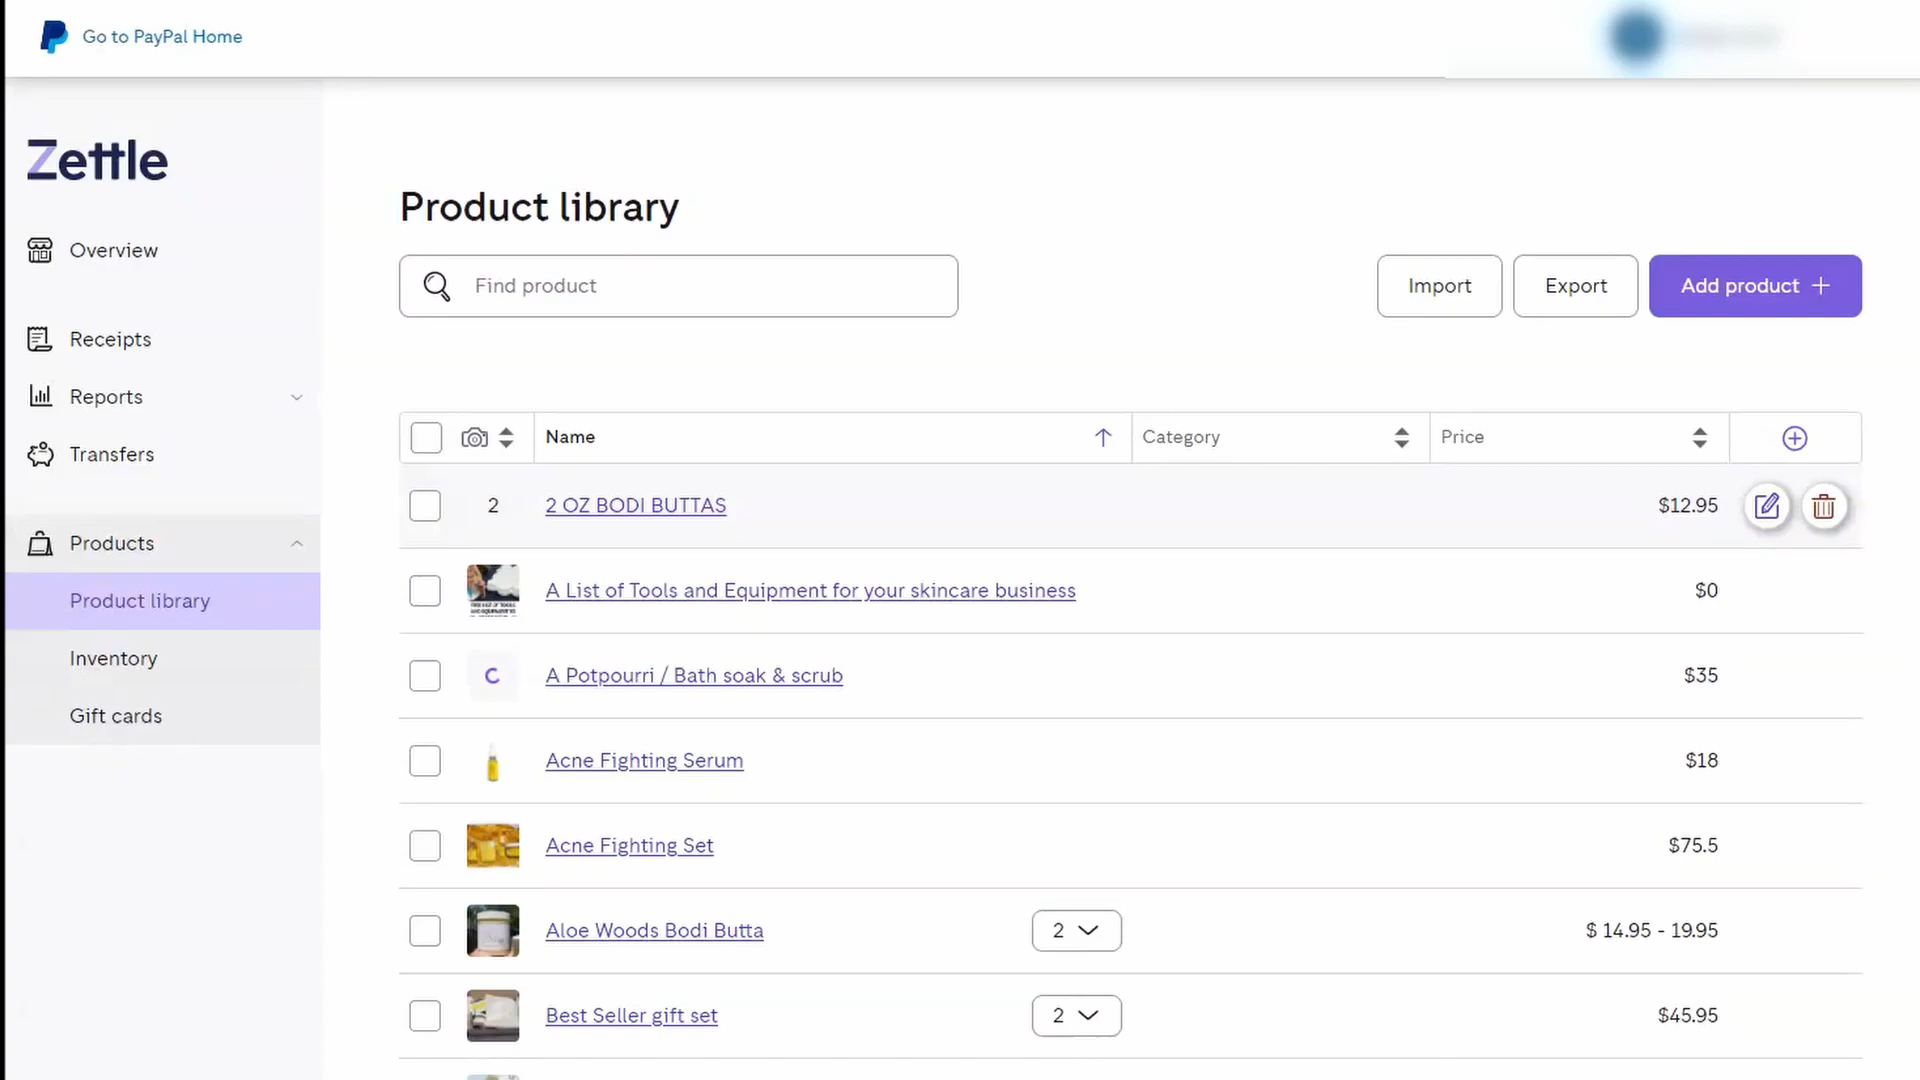 Go to PayPal Home
Zettle
Overview
Receipts
Reports
Transfers
Products
Product library
Inventory
Gift cards
Product library
Find product
Import
Export
Add product +
Name
Category
Price
2
2 OZ BODI BUTTAS
$12.95
A List of Tools and Equipment for your skincare business
$0
C
A Potpourri / Bath soak & scrub
$35
Acne Fighting Serum
$18
Acne Fighting Set
$75.5
Aloe Woods Bodi Butta
2
$ 14.95 - 19.95
Best Seller gift set
2
$45.95